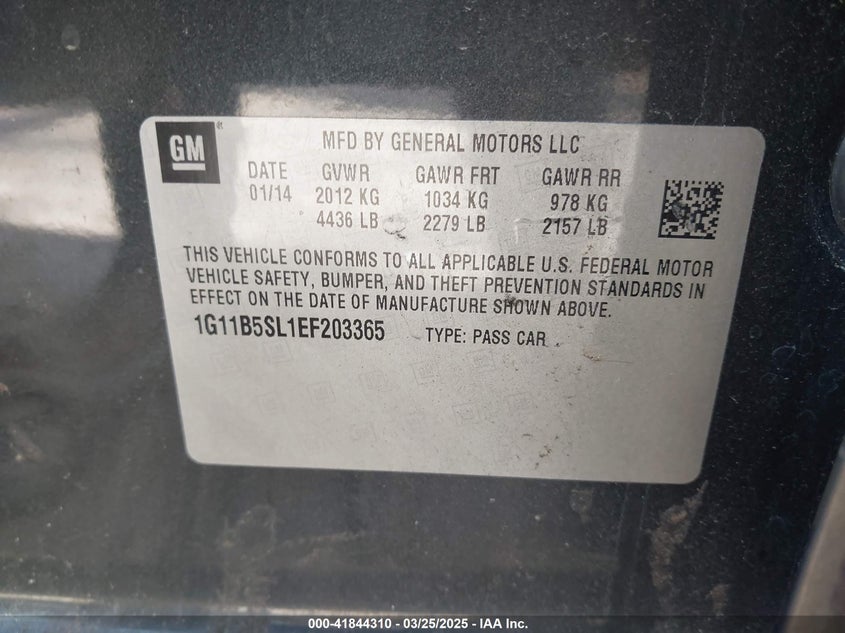 GM
MFD BY GENERAL MOTORS LLC
DATE GVWR GAWR FRT GAWR RR
01/14 2012 KG 1034 KG 978 KG
4436 LB 2279 LB 2157 LB
THIS VEHICLE CONFORMS TO ALL APPLICABLE U.S. FEDERAL MOTOR
VEHICLE SAFETY, BUMPER, AND THEFT PREVENTION STANDARDS IN
EFFECT ON THE DATE OF MANUFACTURE SHOWN ABOVE.
1G11B5SL1EF203365 TYPE: PASS CAR
000-41844310 | 03/25/2025 - IAA Inc.